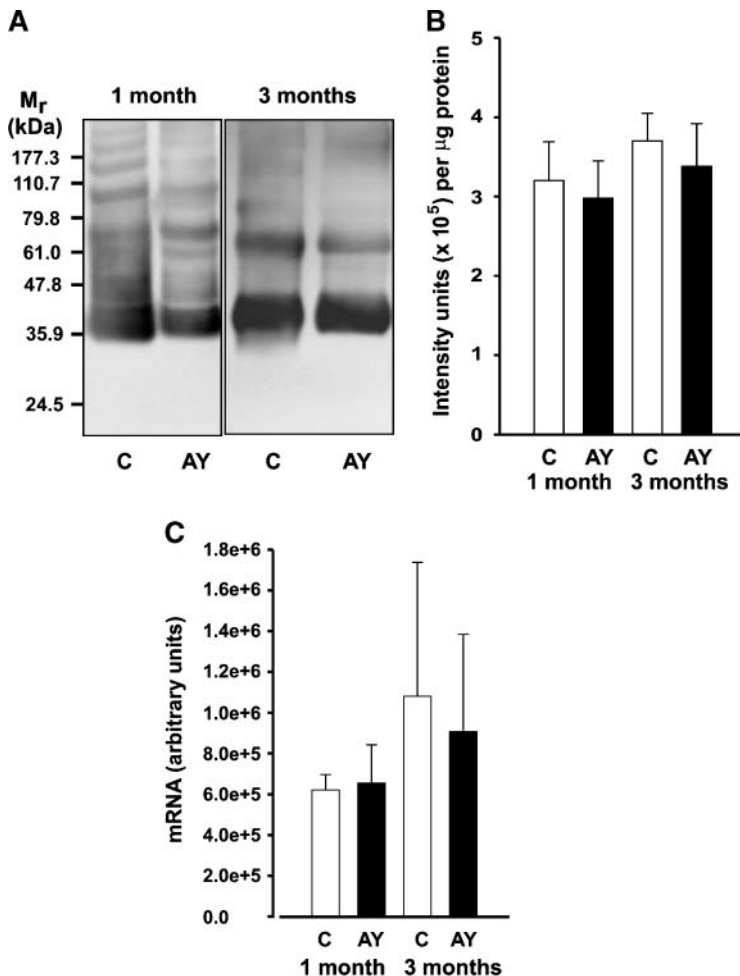 A
Mr
(kDa)
1 month 3 months
177.3
110.7
79.8
61.0
47.8
35.9
24.5
C AY C AY
B
Intensity units (x 10⁵) per μg protein
5
4
3
2
1
0
C AY C AY
1 month 3 months
C
mRNA (arbitrary units)
1.8e+6
1.6e+6
1.4e+6
1.2e+6
1.0e+6
8.0e+5
6.0e+5
4.0e+5
2.0e+5
0.0
C AY C AY
1 month 3 months